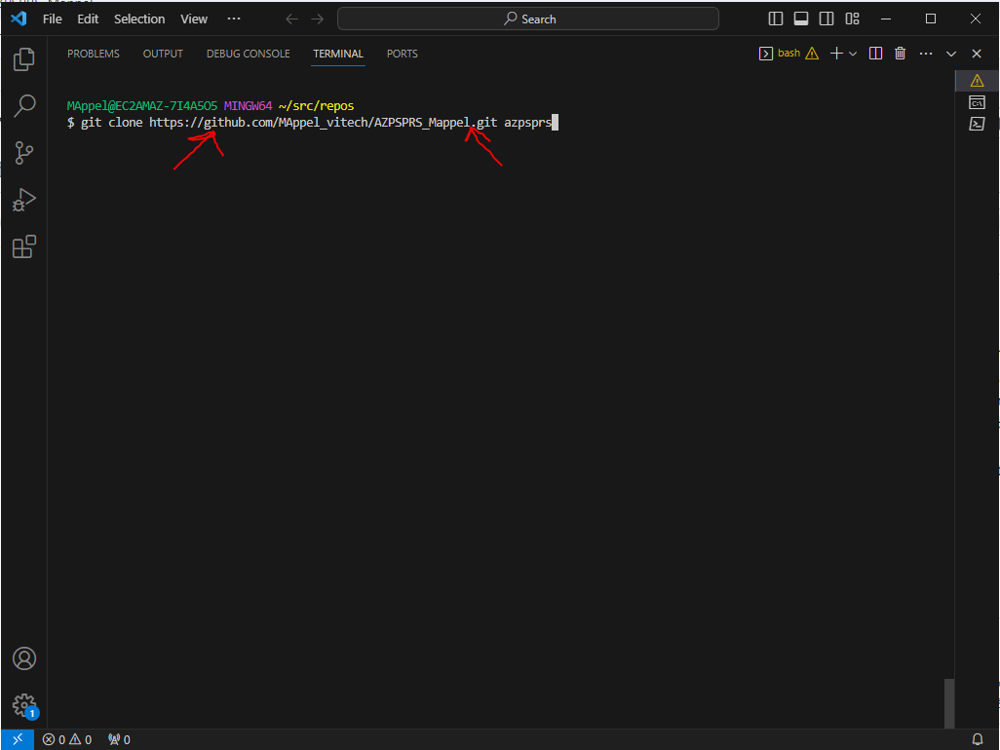 File Edit Selection View ··· Search
PROBLEMS OUTPUT DEBUG CONSOLE TERMINAL PORTS bash
MAppel@EC2AMAZ-7I4A5O5 MINGW64 ~/src/repos
$ git clone https://github.com/MAppel_vitech/AZPSPRS_Mappel.git azpsprs
1
0 0 0